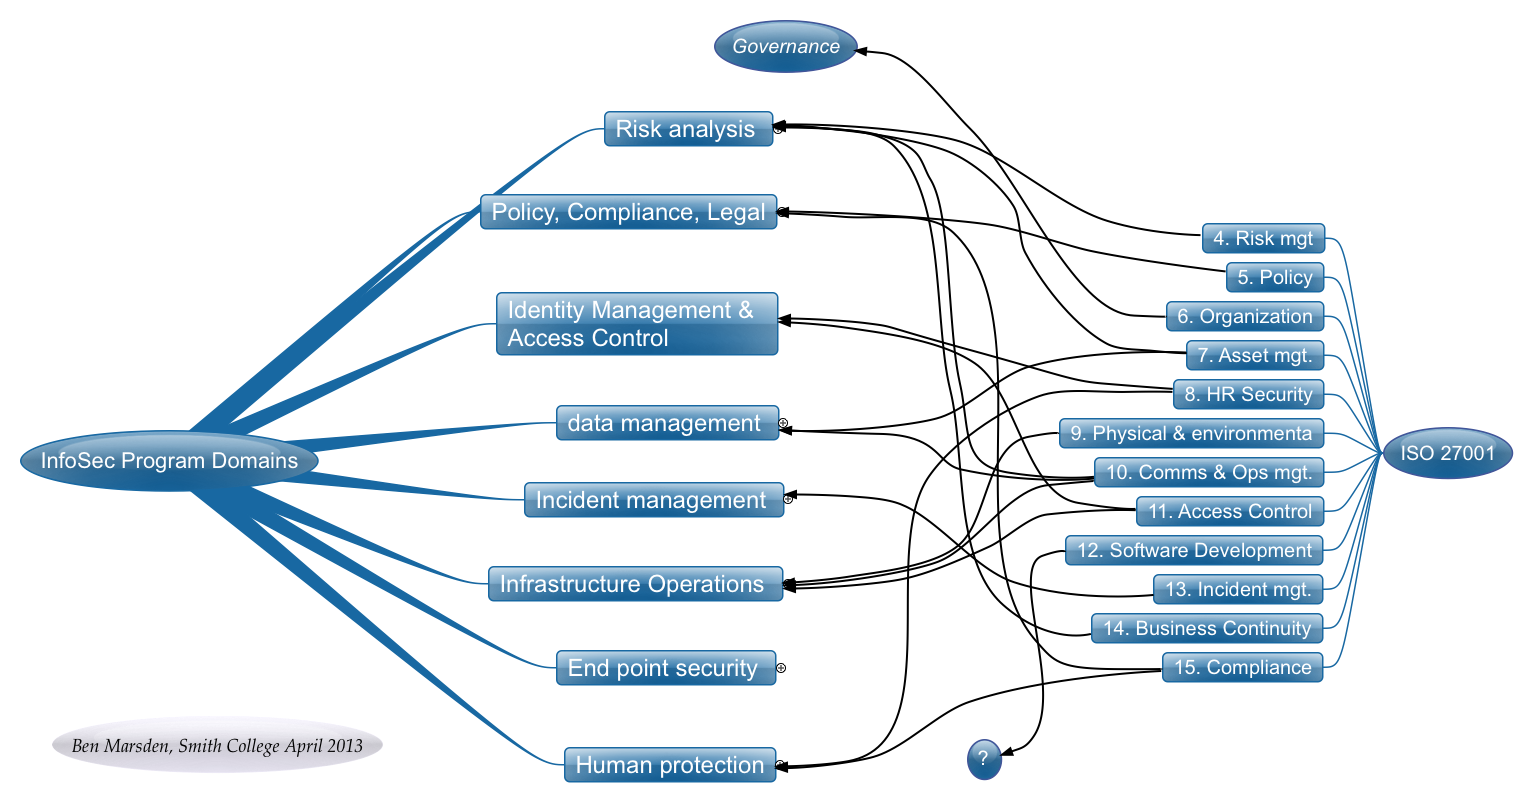 Governance
Risk analysis
Policy, Compliance, Legal
Identity Management &
Access Control
data management
InfoSec Program Domains
Incident management
Infrastructure Operations
End point security
Human protection
Ben Marsden, Smith College April 2013
4. Risk mgt
5. Policy
6. Organization
7. Asset mgt.
8. HR Security
9. Physical & environmenta
10. Comms & Ops mgt.
11. Access Control
12. Software Development
13. Incident mgt.
14. Business Continuity
15. Compliance
ISO 27001
?